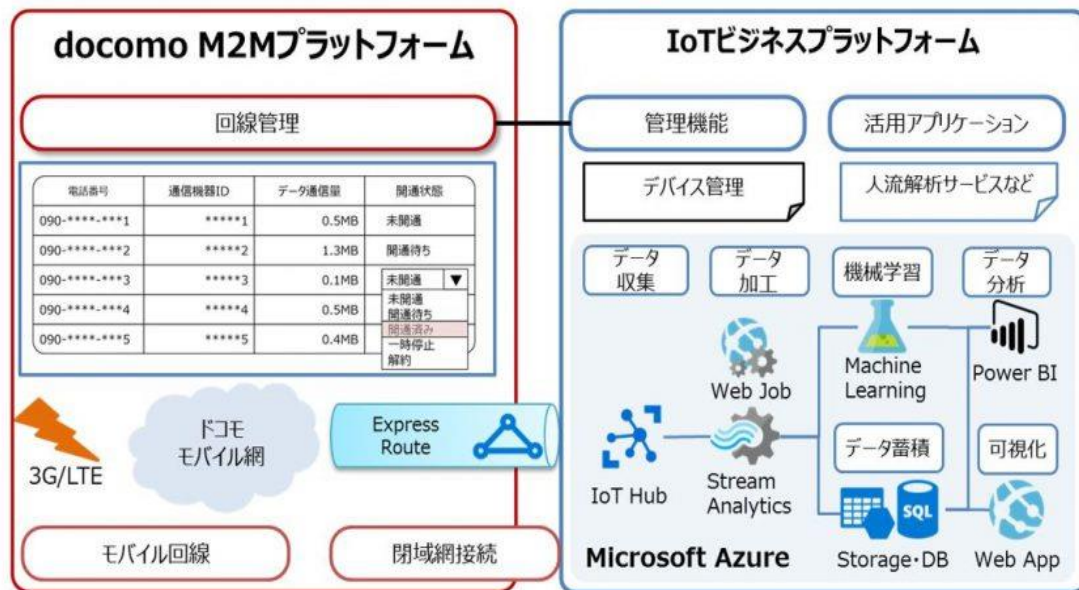 docomo M2Mプラットフォーム
回線管理
電話番号 通信機器ID データ通信量 開通状態
090-****-***1 *****1 0.5MB 未開通
090-****-***2 *****2 1.3MB 開通待ち
090-****-***3 *****3 0.1MB 未開通 ▼
未開通
090-****-***4 *****4 0.5MB 開通待ち
開通済み
090-****-***5 *****5 0.4MB 一時停止
解約
3G/LTE
ドコモ
モバイル網
Express
Route
モバイル回線
閉域網接続
IoTビジネスプラットフォーム
管理機能
活用アプリケーション
デバイス管理
人流解析サービスなど
データ
収集
データ
加工
機械学習
データ
分析
Web Job
Machine
Learning
Power BI
IoT Hub
Stream
Analytics
データ蓄積
可視化
SQL
Microsoft Azure
Storage・DB
Web App